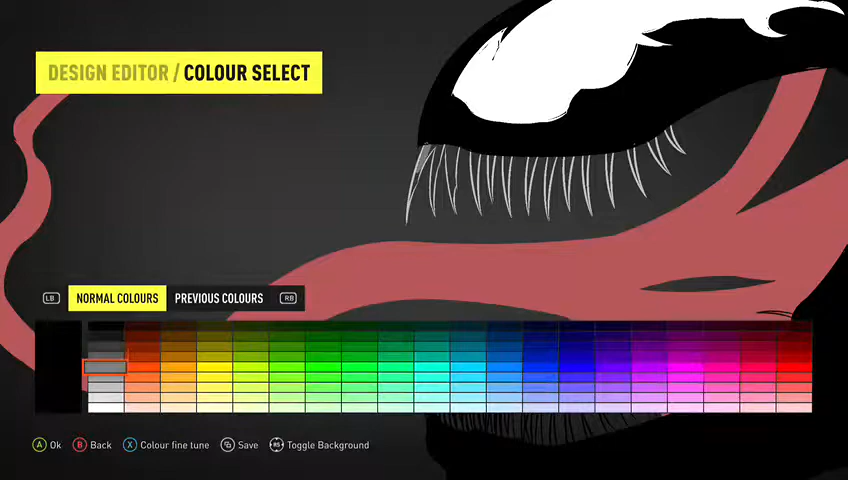 DESIGN EDITOR / COLOUR SELECT
LB NORMAL COLOURS PREVIOUS COLOURS RB
A Ok B Back X Colour fine tune Save RS Toggle Background